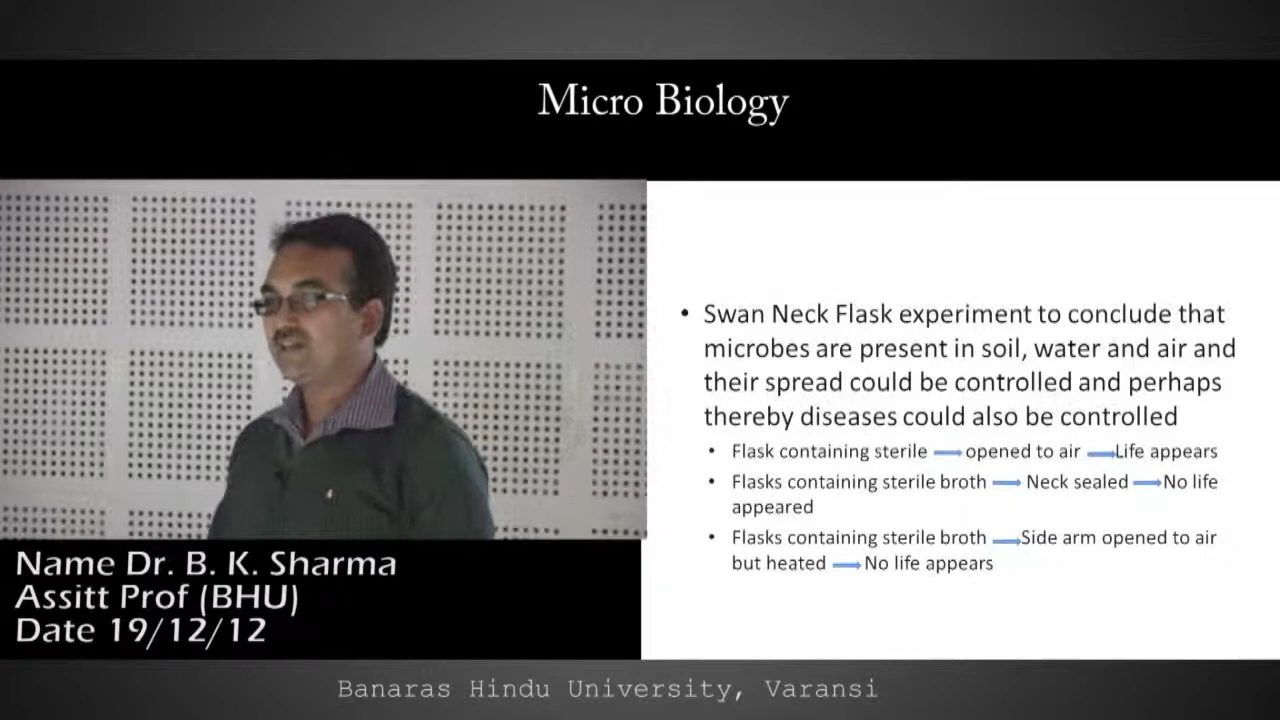 Micro Biology
• Swan Neck Flask experiment to conclude that
microbes are present in soil, water and air and
their spread could be controlled and perhaps
thereby diseases could also be controlled
• Flask containing sterile → opened to air → Life appears
• Flasks containing sterile broth → Neck sealed → No life
appeared
• Flasks containing sterile broth → Side arm opened to air
but heated → No life appears
Name Dr. B. K. Sharma
Assitt Prof (BHU)
Date 19/12/12
Banaras Hindu University, Varansi